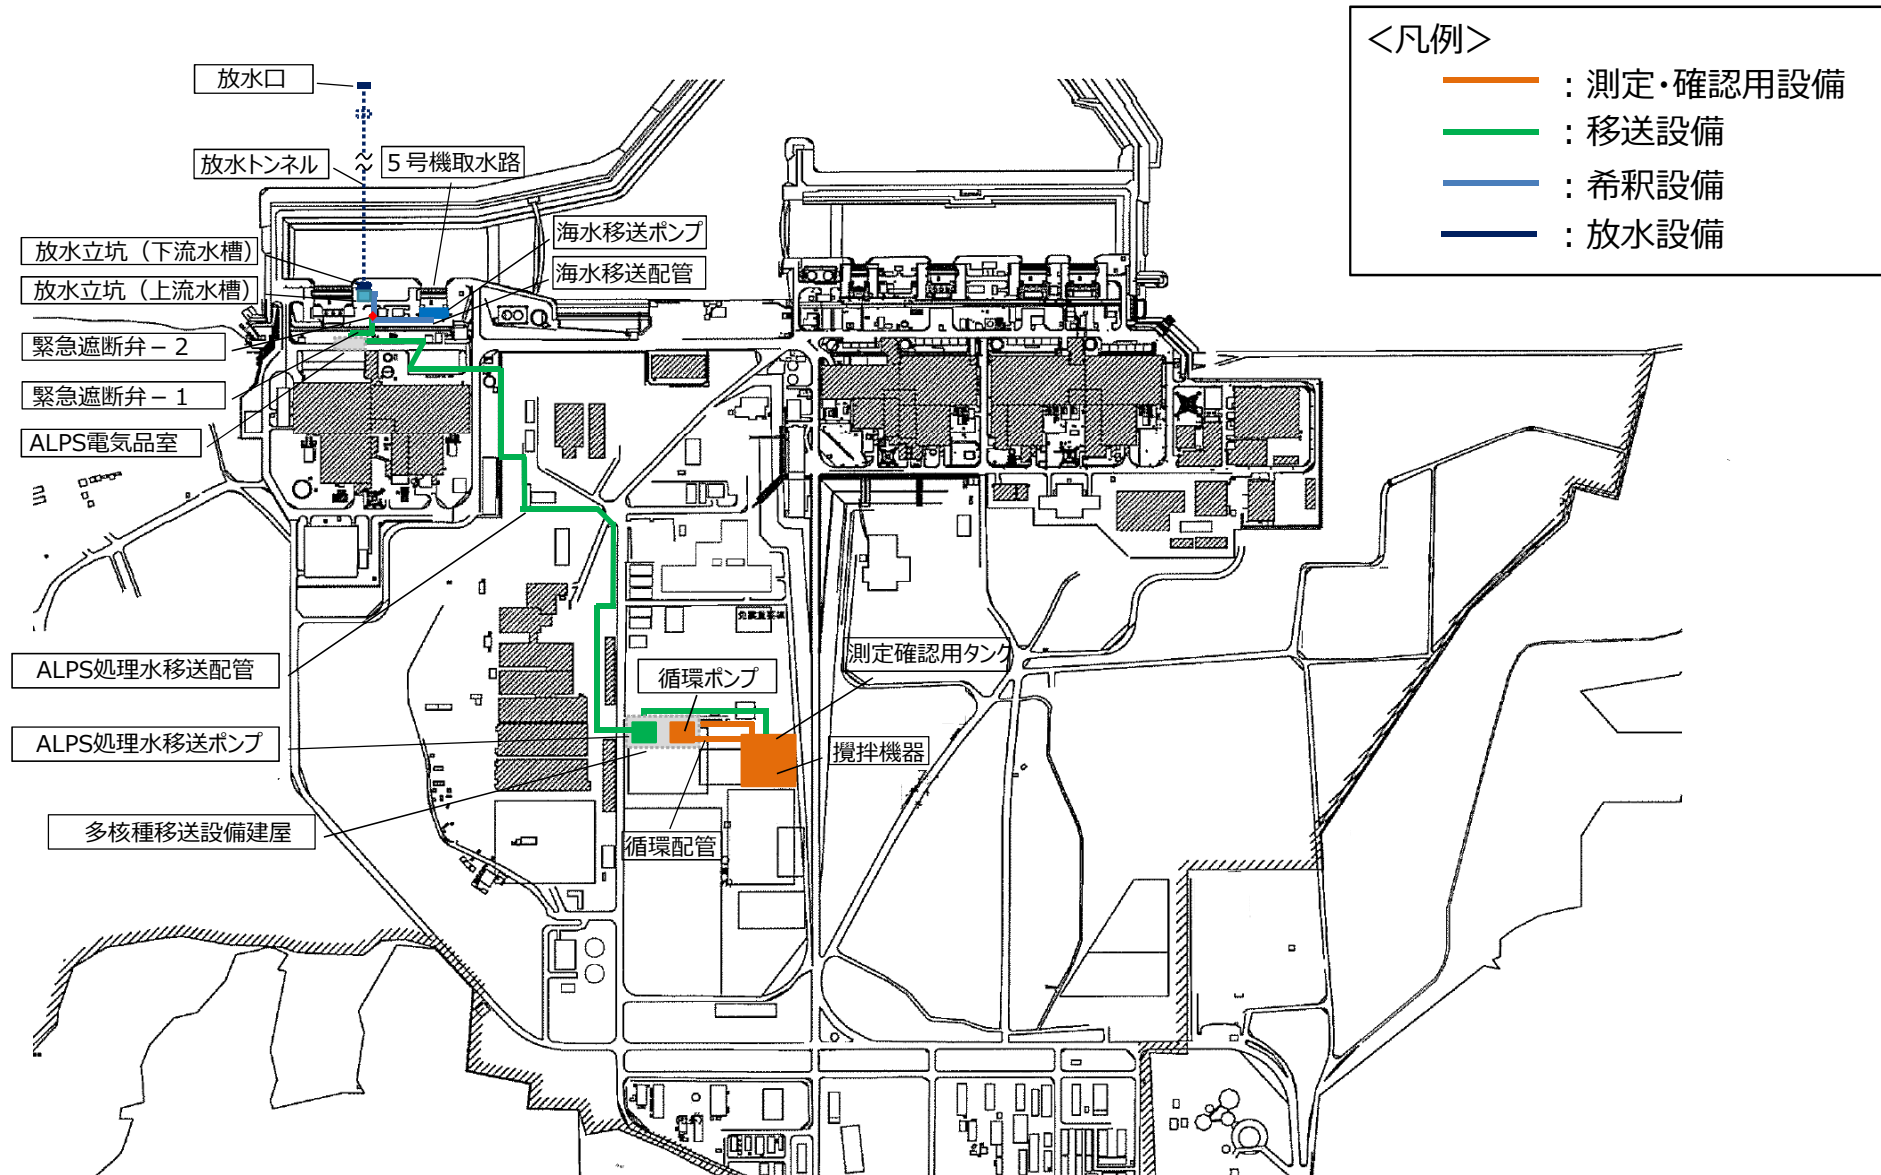 ＜凡例＞
：測定・確認用設備
：移送設備
：希釈設備
：放水設備
放水口
放水トンネル
５号機取水路
海水移送ポンプ
海水移送配管
放水立坑（下流水槽）
放水立坑（上流水槽）
緊急遮断弁－２
緊急遮断弁－１
ALPS電気品室
ALPS処理水移送配管
ALPS処理水移送ポンプ
多核種移送設備建屋
測定確認用タンク
循環ポンプ
攪拌機器
循環配管